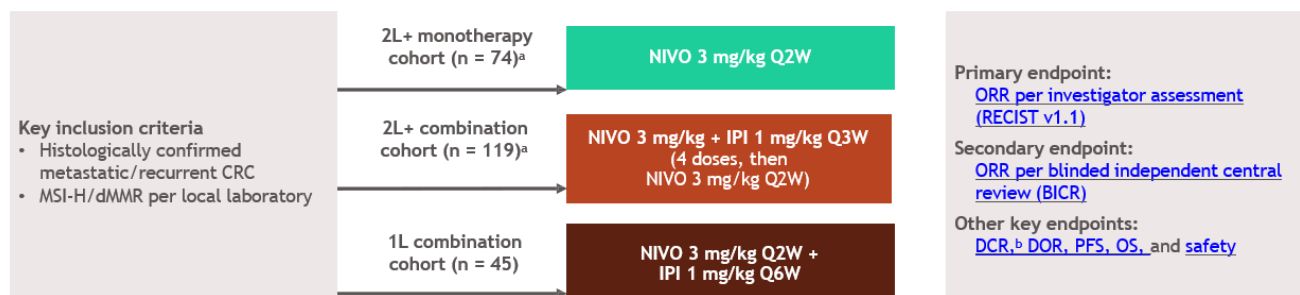 Key inclusion criteria
• Histologically confirmed
metastatic/recurrent CRC
• MSI-H/dMMR per local laboratory
2L+ monotherapy
cohort (n = 74)ᵃ
NIVO 3 mg/kg Q2W
2L+ combination
cohort (n = 119)ᵃ
NIVO 3 mg/kg + IPI 1 mg/kg Q3W
(4 doses, then
NIVO 3 mg/kg Q2W)
1L combination
cohort (n = 45)
NIVO 3 mg/kg Q2W +
IPI 1 mg/kg Q6W
Primary endpoint:
ORR per investigator assessment
(RECIST v1.1)
Secondary endpoint:
ORR per blinded independent central
review (BICR)
Other key endpoints:
DCR,ᵇ DOR, PFS, OS, and safety